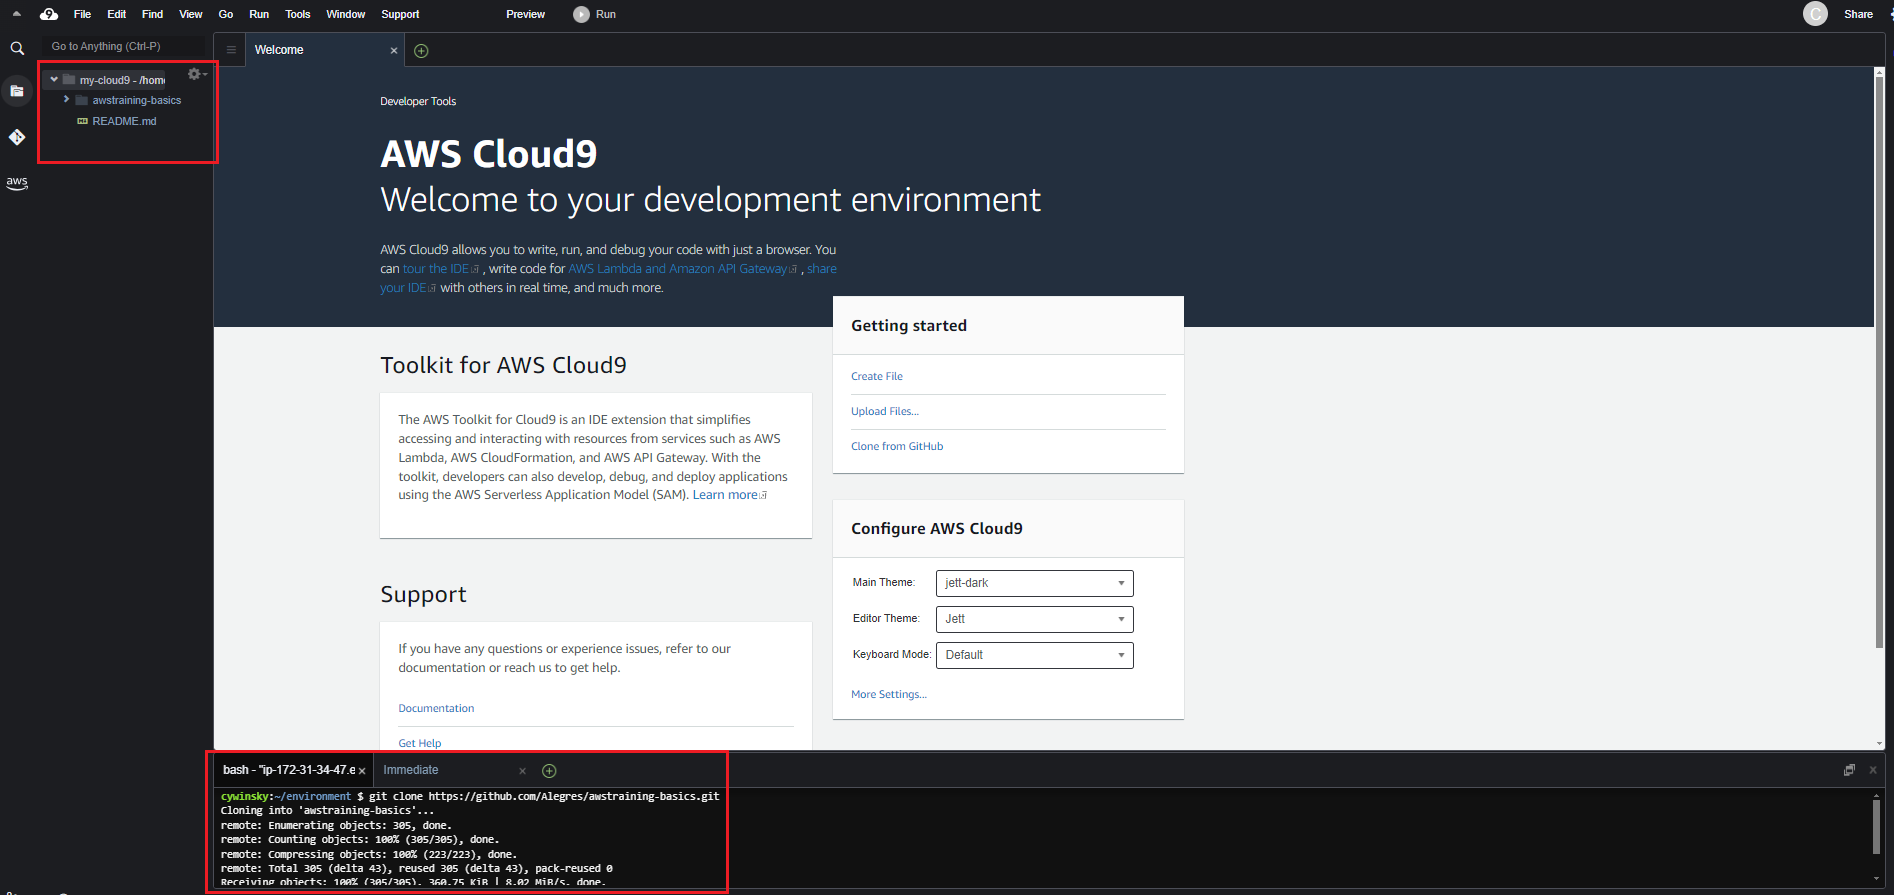 File Edit Find View Go Run Tools Window Support Preview Run C Share
Go to Anything (Ctrl-P)
Welcome
my-cloud9 - /hom
awstraining-basics
README.md
aws
Developer Tools
AWS Cloud9
Welcome to your development environment
AWS Cloud9 allows you to write, run, and debug your code with just a browser. You
can tour the IDE , write code for AWS Lambda and Amazon API Gateway , share
your IDE with others in real time, and much more.
Getting started
Create File
Upload Files...
Clone from GitHub
Toolkit for AWS Cloud9
The AWS Toolkit for Cloud9 is an IDE extension that simplifies
accessing and interacting with resources from services such as AWS
Lambda, AWS CloudFormation, and AWS API Gateway. With the
toolkit, developers can also develop, debug, and deploy applications
using the AWS Serverless Application Model (SAM). Learn more
Configure AWS Cloud9
Main Theme: jett-dark
Editor Theme: Jett
Keyboard Mode: Default
More Settings...
Support
If you have any questions or experience issues, refer to our
documentation or reach us to get help.
Documentation
Get Help
bash - "ip-172-31-34-47.e Immediate
cywinsky:~/environment $ git clone https://github.com/Alegres/awstraining-basics.git
Cloning into 'awstraining-basics'...
remote: Enumerating objects: 305, done.
remote: Counting objects: 100% (305/305), done.
remote: Compressing objects: 100% (223/223), done.
remote: Total 305 (delta 43), reused 305 (delta 43), pack-reused 0
Receiving objects: 100% (305/305), 360.75 KiB | 8.02 MiB/s, done.